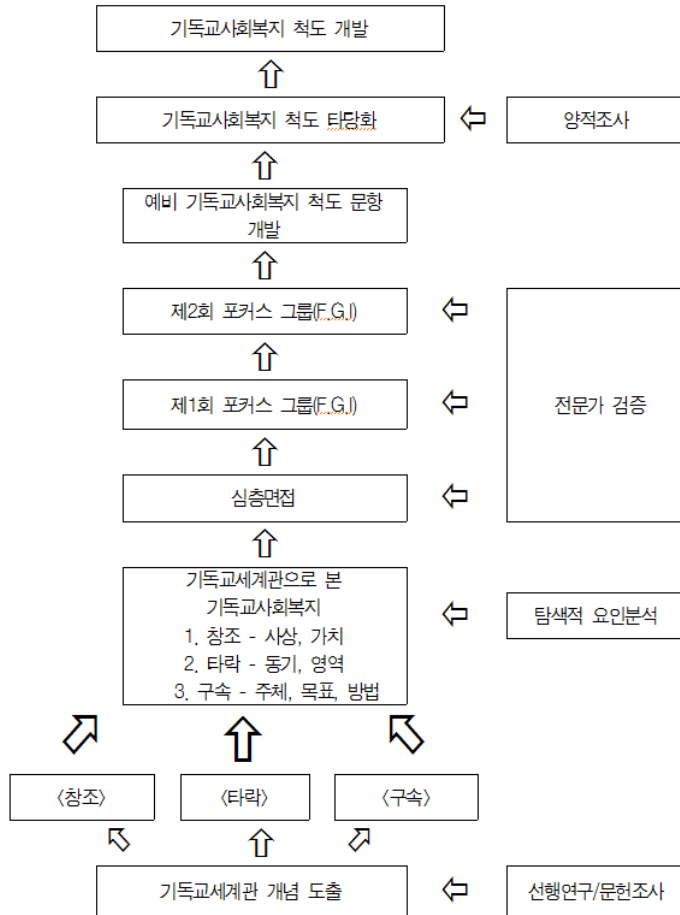 기독교사회복지 척도 개발
기독교사회복지 척도 타당화
양적조사
예비 기독교사회복지 척도 문항
개발
제2회 포커스 그룹(F.G.I)
제1회 포커스 그룹(F.G.I)
전문가 검증
심층면접
기독교세계관으로 본
기독교사회복지
1. 창조 - 사상, 가치
2. 타락 - 동기, 영역
3. 구속 - 주체, 목표, 방법
탐색적 요인분석
〈창조〉
〈타락〉
〈구속〉
기독교세계관 개념 도출
선행연구/문헌조사